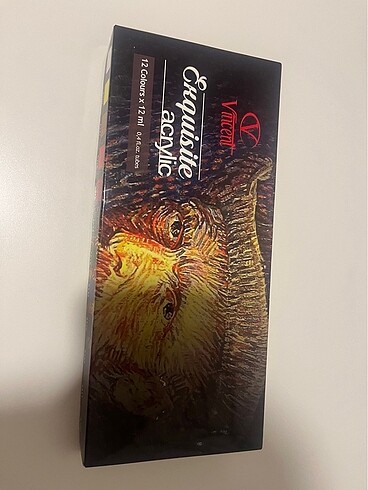 Vincent
Exquisite
acrylic
12 Colours x 12 ml 0,4 fl.oz. tubes